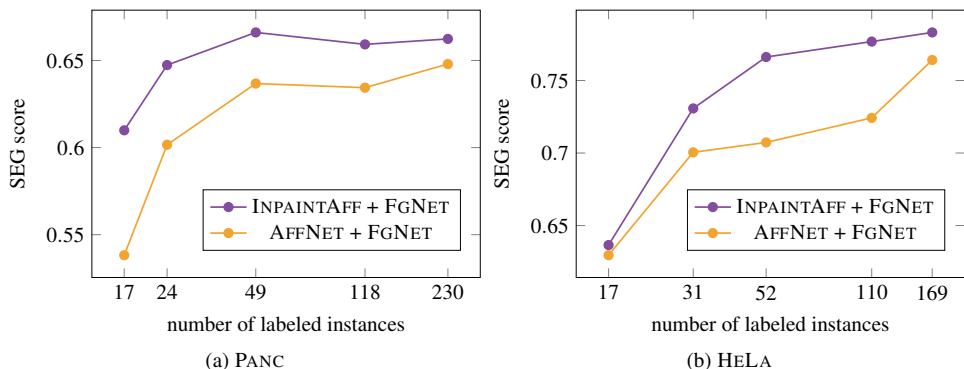 0.65
0.6
0.55
SEG score
INPAINTAFF + FGNET
AFFNET + FGNET
17 24 49 118 230
number of labeled instances
(a) PANC
0.75
0.7
0.65
SEG score
INPAINTAFF + FGNET
AFFNET + FGNET
17 31 52 110 169
number of labeled instances
(b) HELA